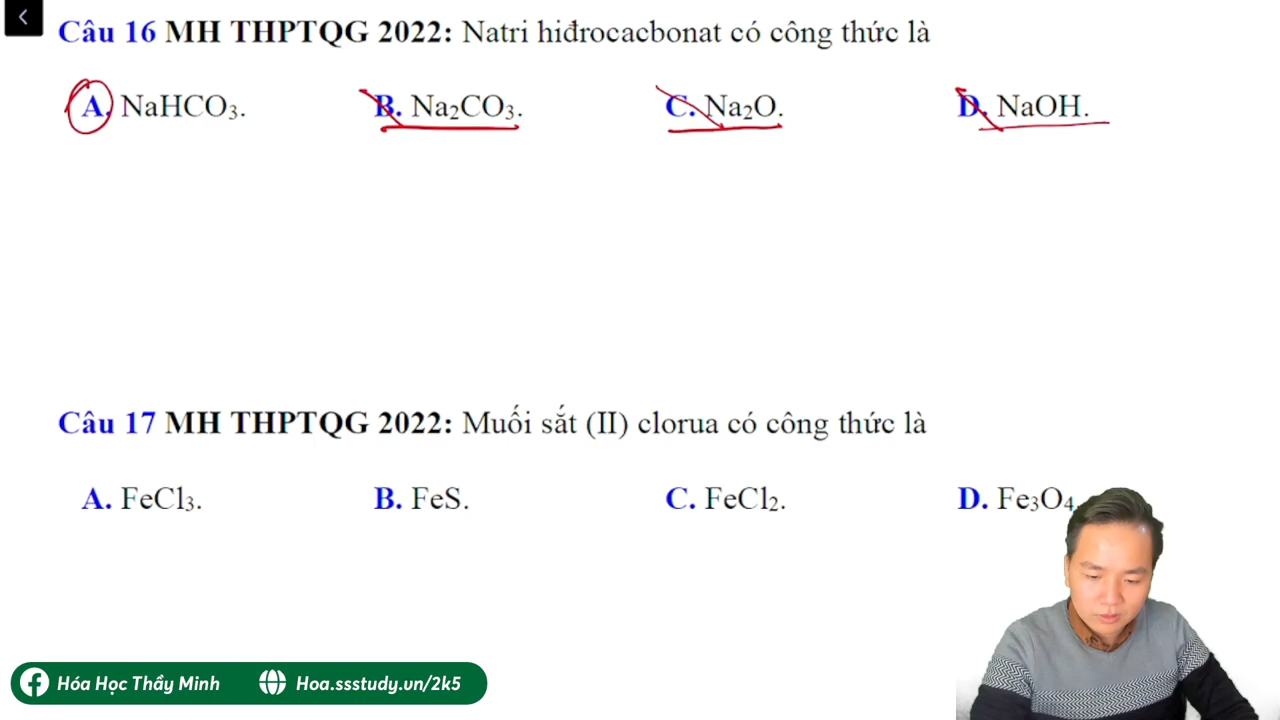 Câu 16 MH THPTQG 2022: Natri hiđrocacbonat có công thức là
A. NaHCO₃. B. Na₂CO₃. C. Na₂O. D. NaOH.
Câu 17 MH THPTQG 2022: Muối sắt (II) clorua có công thức là
A. FeCl₃. B. FeS. C. FeCl₂. D. Fe₃O₄.
Hóa Học Thầy Minh Hoa.ssstudy.vn/2k5